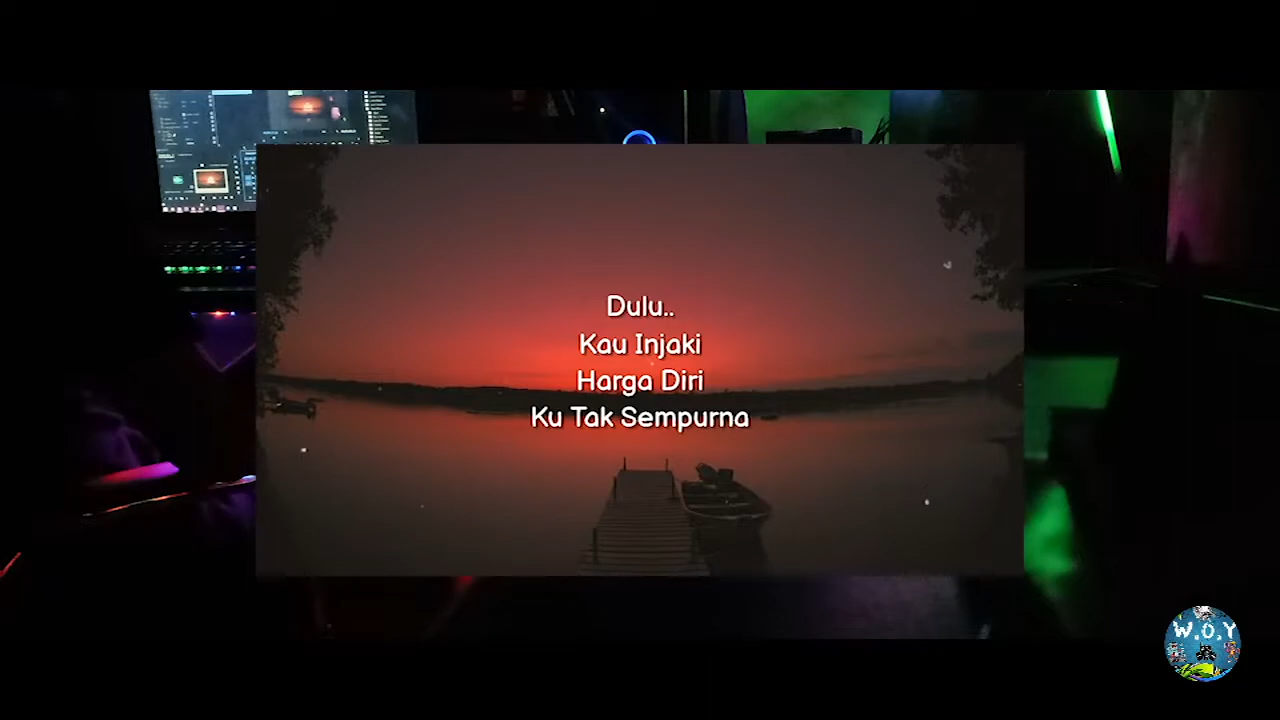 Dulu..
Kau Injaki
Harga Diri
Ku Tak Sempurna
W.O.Y